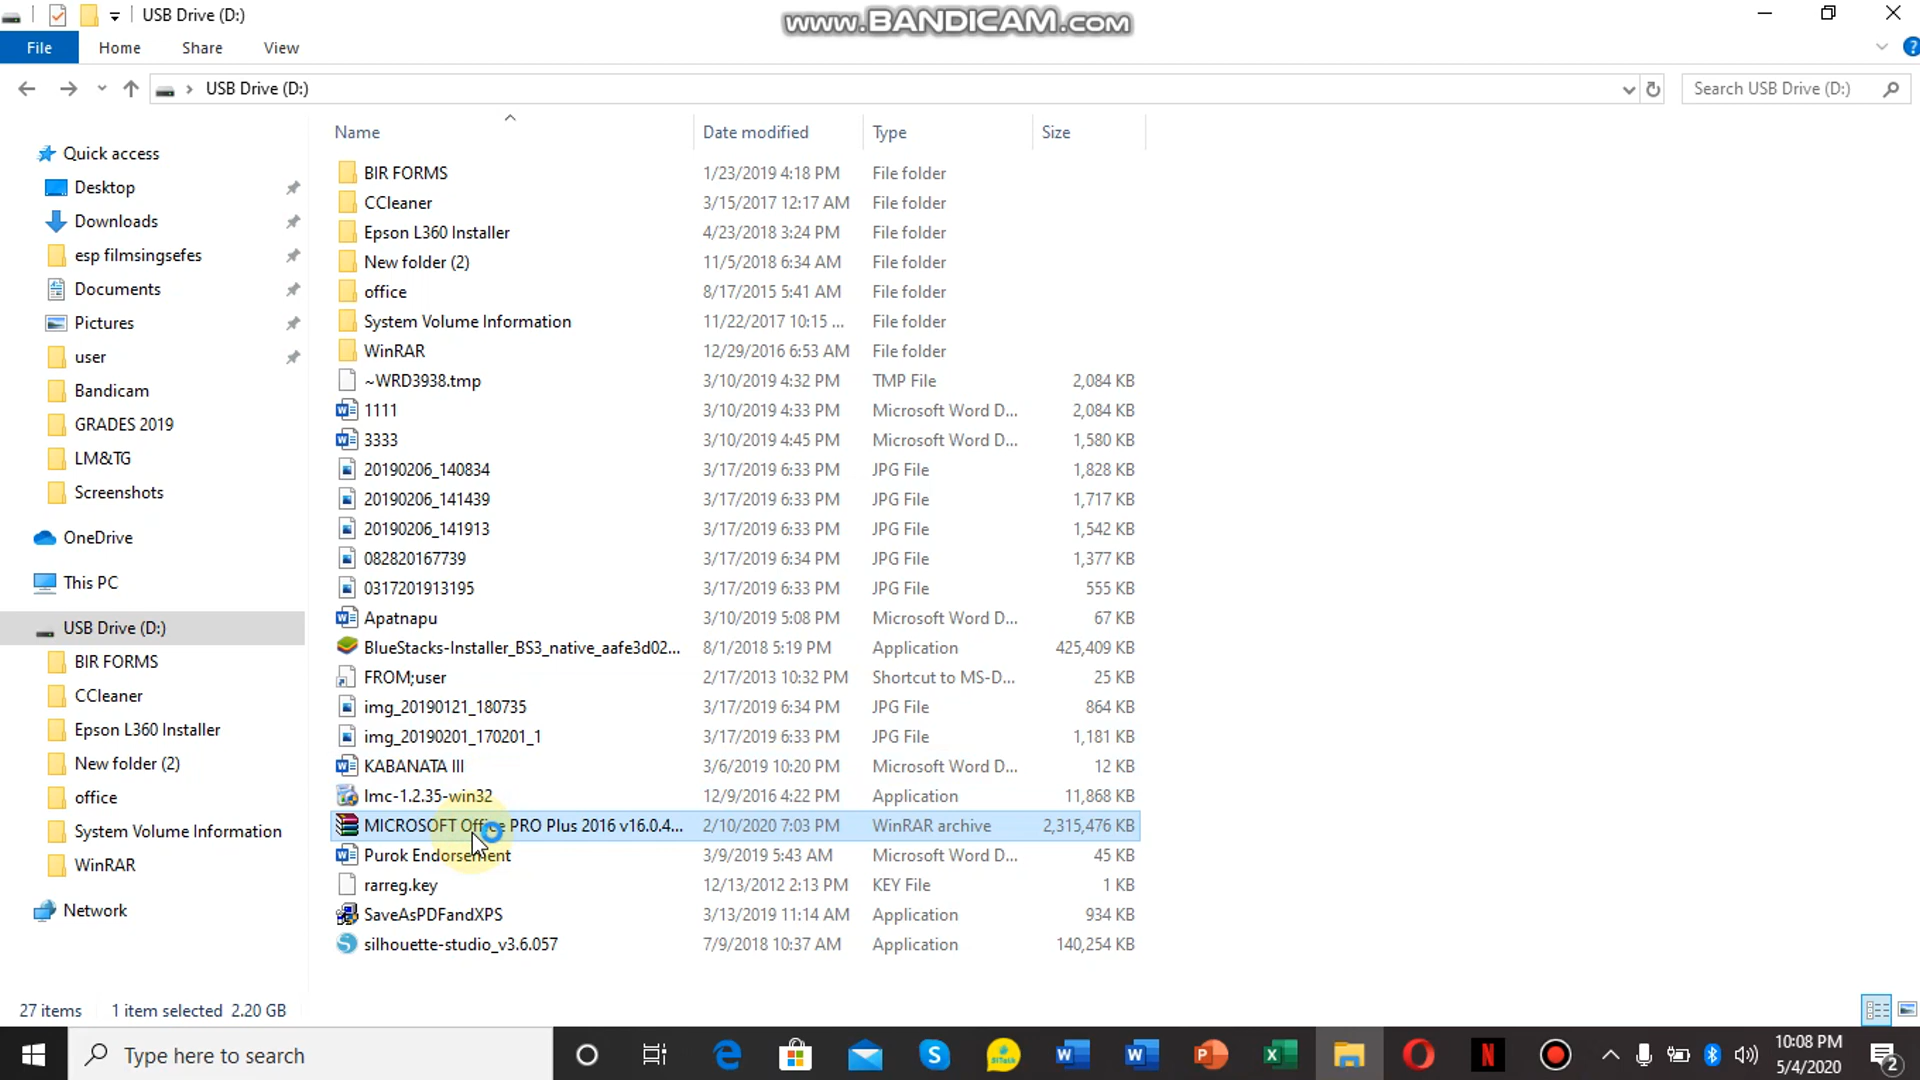 USB Drive (D:)
www.BANDICAM.com
File Home Share View
USB Drive (D:)
Search USB Drive (D:)
Name Date modified Type Size
Quick access
Desktop
Downloads
esp filmsingsefes
Documents
Pictures
user
Bandicam
GRADES 2019
LM&TG
Screenshots
OneDrive
This PC
USB Drive (D:)
BIR FORMS
CCleaner
Epson L360 Installer
New folder (2)
office
System Volume Information
WinRAR
Network
BIR FORMS 1/23/2019 4:18 PM File folder
CCleaner 3/15/2017 12:17 AM File folder
Epson L360 Installer 4/23/2018 3:24 PM File folder
New folder (2) 11/5/2018 6:34 AM File folder
office 8/17/2015 5:41 AM File folder
System Volume Information 11/22/2017 10:15 ... File folder
WinRAR 12/29/2016 6:53 AM File folder
~WRD3938.tmp 3/10/2019 4:32 PM TMP File 2,084 KB
1111 3/10/2019 4:33 PM Microsoft Word D... 2,084 KB
3333 3/10/2019 4:45 PM Microsoft Word D... 1,580 KB
20190206_140834 3/17/2019 6:33 PM JPG File 1,828 KB
20190206_141439 3/17/2019 6:33 PM JPG File 1,717 KB
20190206_141913 3/17/2019 6:33 PM JPG File 1,542 KB
082820167739 3/17/2019 6:34 PM JPG File 1,377 KB
0317201913195 3/17/2019 6:33 PM JPG File 555 KB
Apatnapu 3/10/2019 5:08 PM Microsoft Word D... 67 KB
BlueStacks-Installer_BS3_native_aafe3d02... 8/1/2018 5:19 PM Application 425,409 KB
FROM;user 2/17/2013 10:32 PM Shortcut to MS-D... 25 KB
img_20190121_180735 3/17/2019 6:34 PM JPG File 864 KB
img_20190201_170201_1 3/17/2019 6:33 PM JPG File 1,181 KB
KABANATA III 3/6/2019 10:20 PM Microsoft Word D... 12 KB
lmc-1.2.35-win32 12/9/2016 4:22 PM Application 11,868 KB
MICROSOFT Office PRO Plus 2016 v16.0.4... 2/10/2020 7:03 PM WinRAR archive 2,315,476 KB
Purok Endorsement 3/9/2019 5:43 AM Microsoft Word D... 45 KB
rarreg.key 12/13/2012 2:13 PM KEY File 1 KB
SaveAsPDFandXPS 3/13/2019 11:14 AM Application 934 KB
silhouette-studio_v3.6.057 7/9/2018 10:37 AM Application 140,254 KB
27 items 1 item selected 2.20 GB
Type here to search
10:08 PM
5/4/2020
2